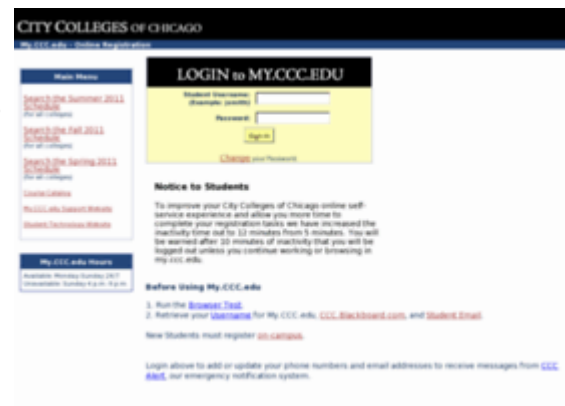 CITY COLLEGES OF CHICAGO
My.CCC.edu - Online Registration
Main Menu
Search the Summer 2011
Schedule
(for all colleges)
Search the Fall 2011
Schedule
(for all colleges)
Search the Spring 2011
Schedule
(for all colleges)
Course Catalog
My.CCC.edu Support Website
Student Technology Website
My.CCC.edu Hours
Available: Monday-Sunday 24/7
Unavailable: Sunday 4 p.m.
LOGIN to MY.CCC.EDU
Student Username:
(Example: jsmith)
Password:
Sign In
Change your Password.
Notice to Students
To improve your City Colleges of Chicago online self-
service experience and allow you more time to
complete your registration tasks we have increased the
inactivity time out to 12 minutes from 5 minutes. You will
be warned after 10 minutes of inactivity that you will be
logged out unless you continue working or browsing in
my.ccc.edu.
Before Using My.CCC.edu
1. Run the Browser Test.
2. Retrieve your Username for My.CCC.edu, CCC.Blackboard.com, and Student Email.
New Students must register on-campus.
Login above to add or update your phone numbers and email addresses to receive messages from CCC
Alert, our emergency notification system.